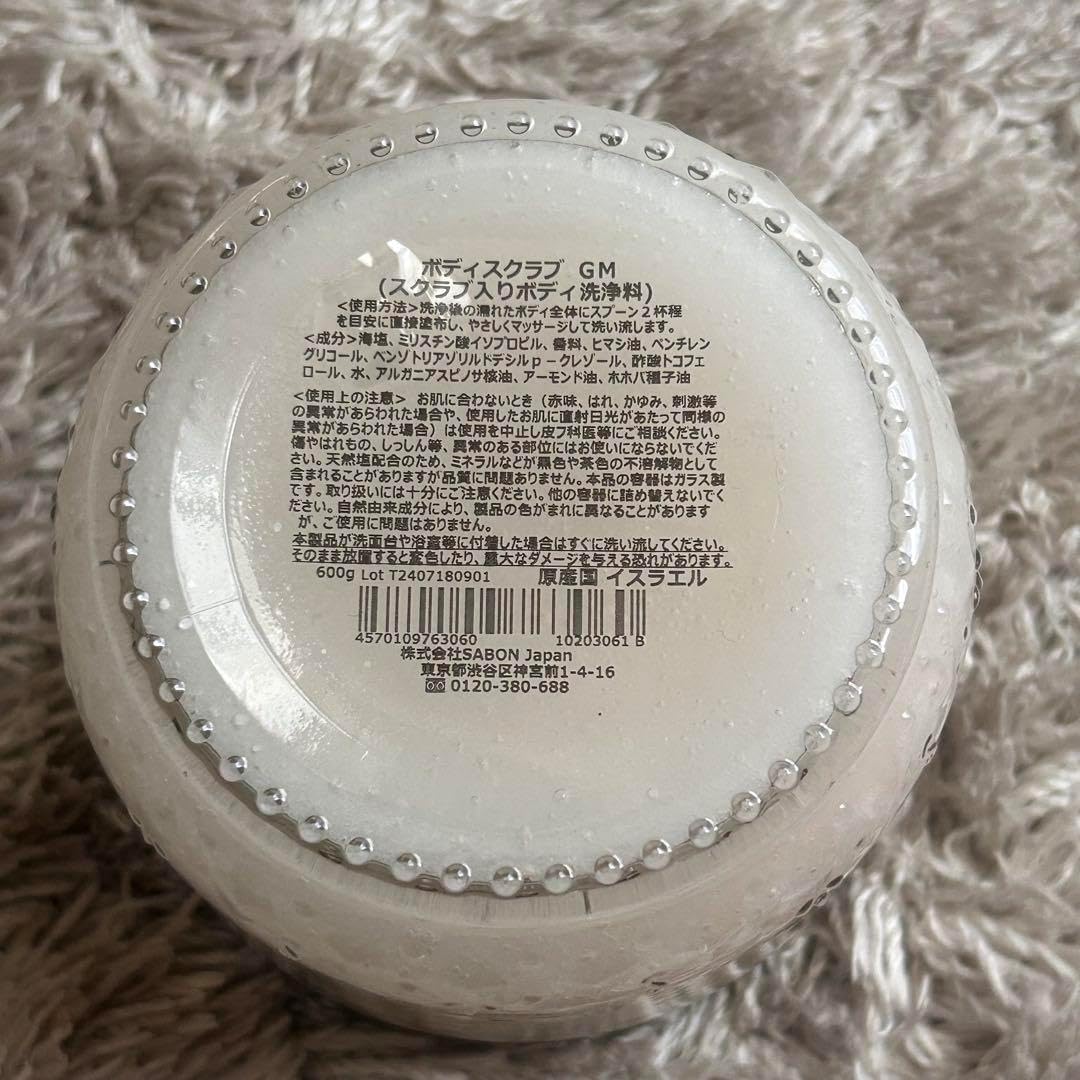 ボディスクラブ GM
(スクラブ入りボディ洗浄料)
<使用方法>洗浄後の濡れたボディ全体にスプーン2杯程
を目安に直接塗布し、やさしくマッサージして洗い流します。
<成分>海塩、ミリスチン酸イソプロピル、香料、ヒマシ油、ペンチレン
グリコール、ベンゾトリアゾリルドデシルp－クレゾール、酢酸トコフェ
ロール、水、アルガニアスピノサ核油、アーモンド油、ホホバ種子油
<使用上の注意> お肌に合わないとき（赤味、はれ、かゆみ、刺激等
の異常があらわれた場合や、使用したお肌に直射日光があたって同様の
異常があらわれた場合）は使用を中止し皮フ科医等にご相談ください。
傷やはれもの、しっしん等、異常のある部位にはお使いにならないでくだ
さい。天然塩配合のため、ミネラルなどが黒色や茶色の不溶解物として
含まれることがありますが品質に問題ありません。本品の容器はガラス製
です。取り扱いには十分にご注意ください。他の容器に詰め替えないでく
ださい。自然由来成分により、製品の色がまれに異なることがあります
が、ご使用に問題はありません。
本製品が洗面台や浴室等に付着した場合はすぐに洗い流してください。
そのまま放置すると変色したり、重大なダメージを与える恐れがあります。
600g Lot T2407180901 原産国 イスラエル
4570109763060 10203061 B
株式会社SABON Japan
東京都渋谷区神宮前1-4-16
0120-380-688